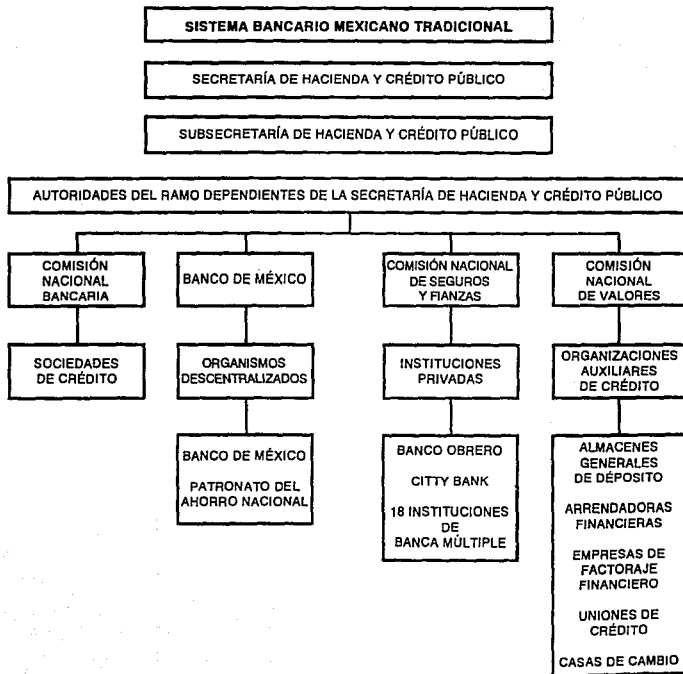 SISTEMA BANCARIO MEXICANO TRADICIONAL
SECRETARÍA DE HACIENDA Y CRÉDITO PÚBLICO
SUBSECRETARÍA DE HACIENDA Y CRÉDITO PÚBLICO
AUTORIDADES DEL RAMO DEPENDIENTES DE LA SECRETARÍA DE HACIENDA Y CRÉDITO PÚBLICO
COMISIÓN
NACIONAL
BANCARIA
BANCO DE MÉXICO
COMISIÓN NACIONAL
DE SEGUROS
Y FIANZAS
COMISIÓN
NACIONAL
DE VALORES
SOCIEDADES
DE CRÉDITO
ORGANISMOS
DESCENTRALIZADOS
INSTITUCIONES
PRIVADAS
ORGANIZACIONES
AUXILIARES
DE CRÉDITO
BANCO DE MÉXICO
PATRONATO DEL
AHORRO NACIONAL
BANCO OBRERO
CITTY BANK
18 INSTITUCIONES
DE
BANCA MÚLTIPLE
ALMACENES
GENERALES
DE DÉPOSITO
ARRENDADORAS
FINANCIERAS
EMPRESAS DE
FACTORAJE
FINANCIERO
UNIONES DE
CRÉDITO
CASAS DE CAMBIO